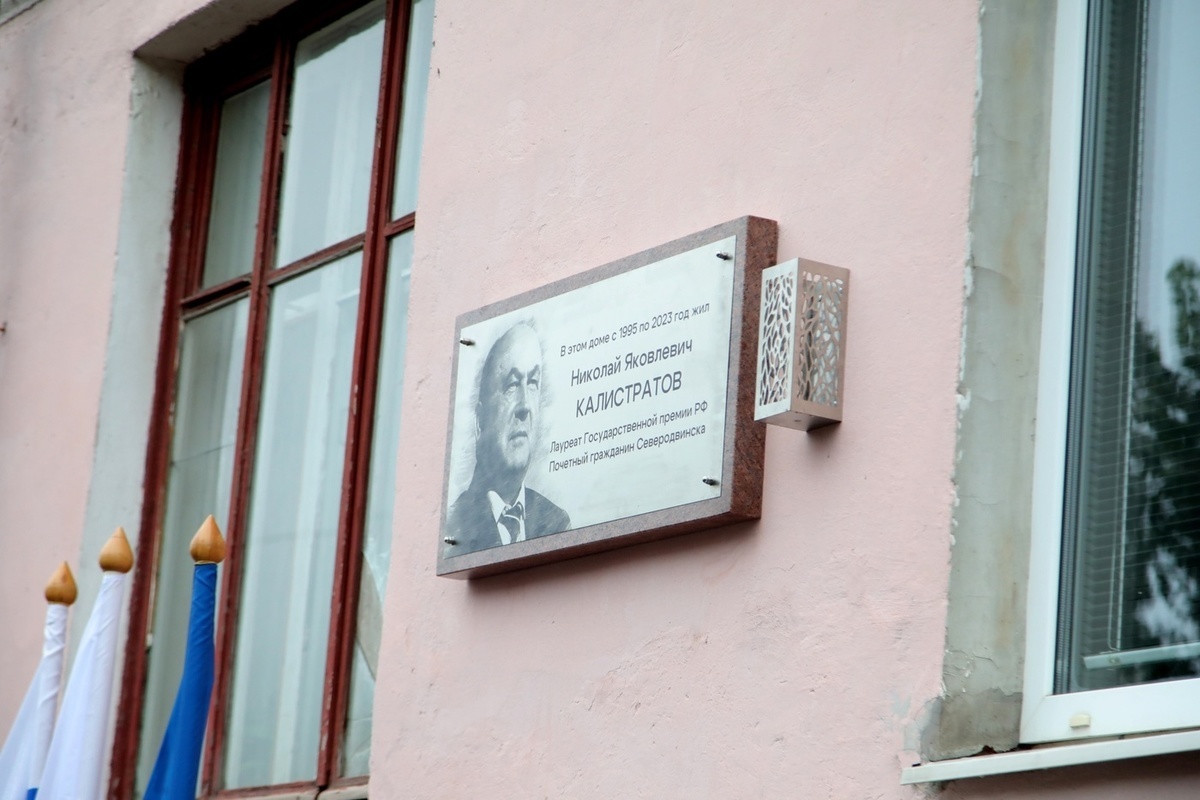 В этом доме с 1995 по 2023 год жил
Николай Яковлевич
КАЛИСТРАТОВ
Лауреат Государственной премии РФ
Почетный гражданин Северодвинска